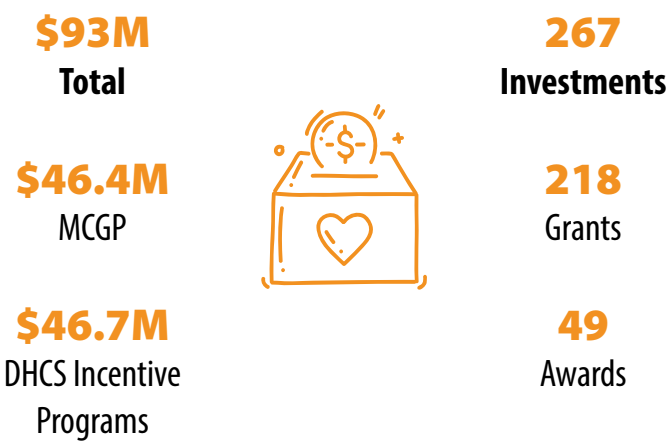 $93M
Total
$46.4M
MCGP
$46.7M
DHCS Incentive
Programs
-$-
267
Investments
218
Grants
49
Awards